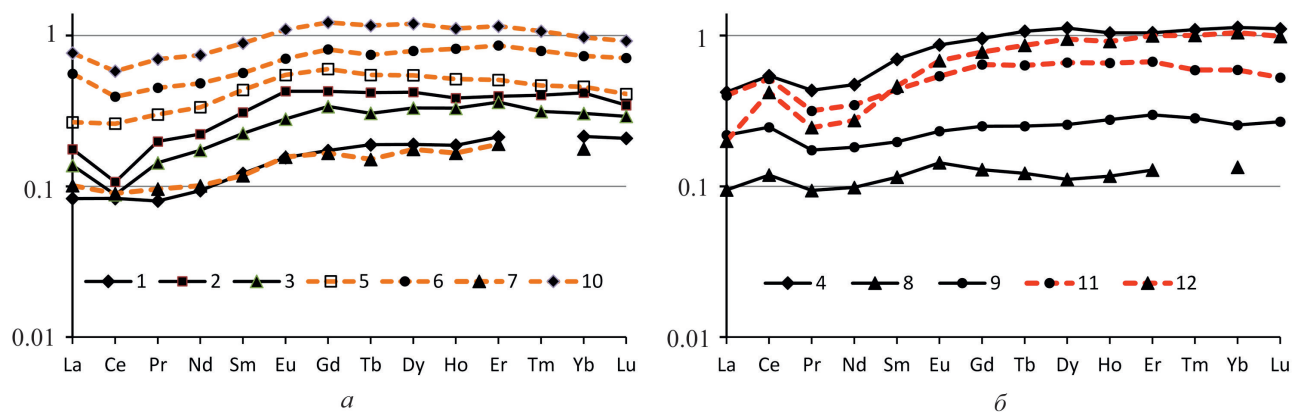 1
0.1
0.01
La Ce Pr Nd Sm Eu Gd Tb Dy Ho Er Tm Yb Lu
1 2 3 5 6 7 10
а
1
0.1
0.01
La Ce Pr Nd Sm Eu Gd Tb Dy Ho Er Tm Yb Lu
4 8 9 11 12
б